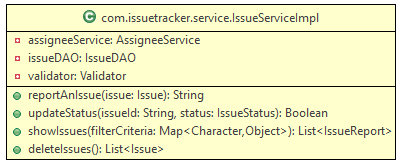 C com.issuetracker.service.IssueServiceImpl
assigneeService: AssigneeService
issueDAO: IssueDAO
validator: Validator
reportAnIssue(issue: Issue): String
updateStatus(issueId: String, status: IssueStatus): Boolean
showIssues(filterCriteria: Map<Character,Object>): List<IssueReport>
deleteIssues(): List<Issue>